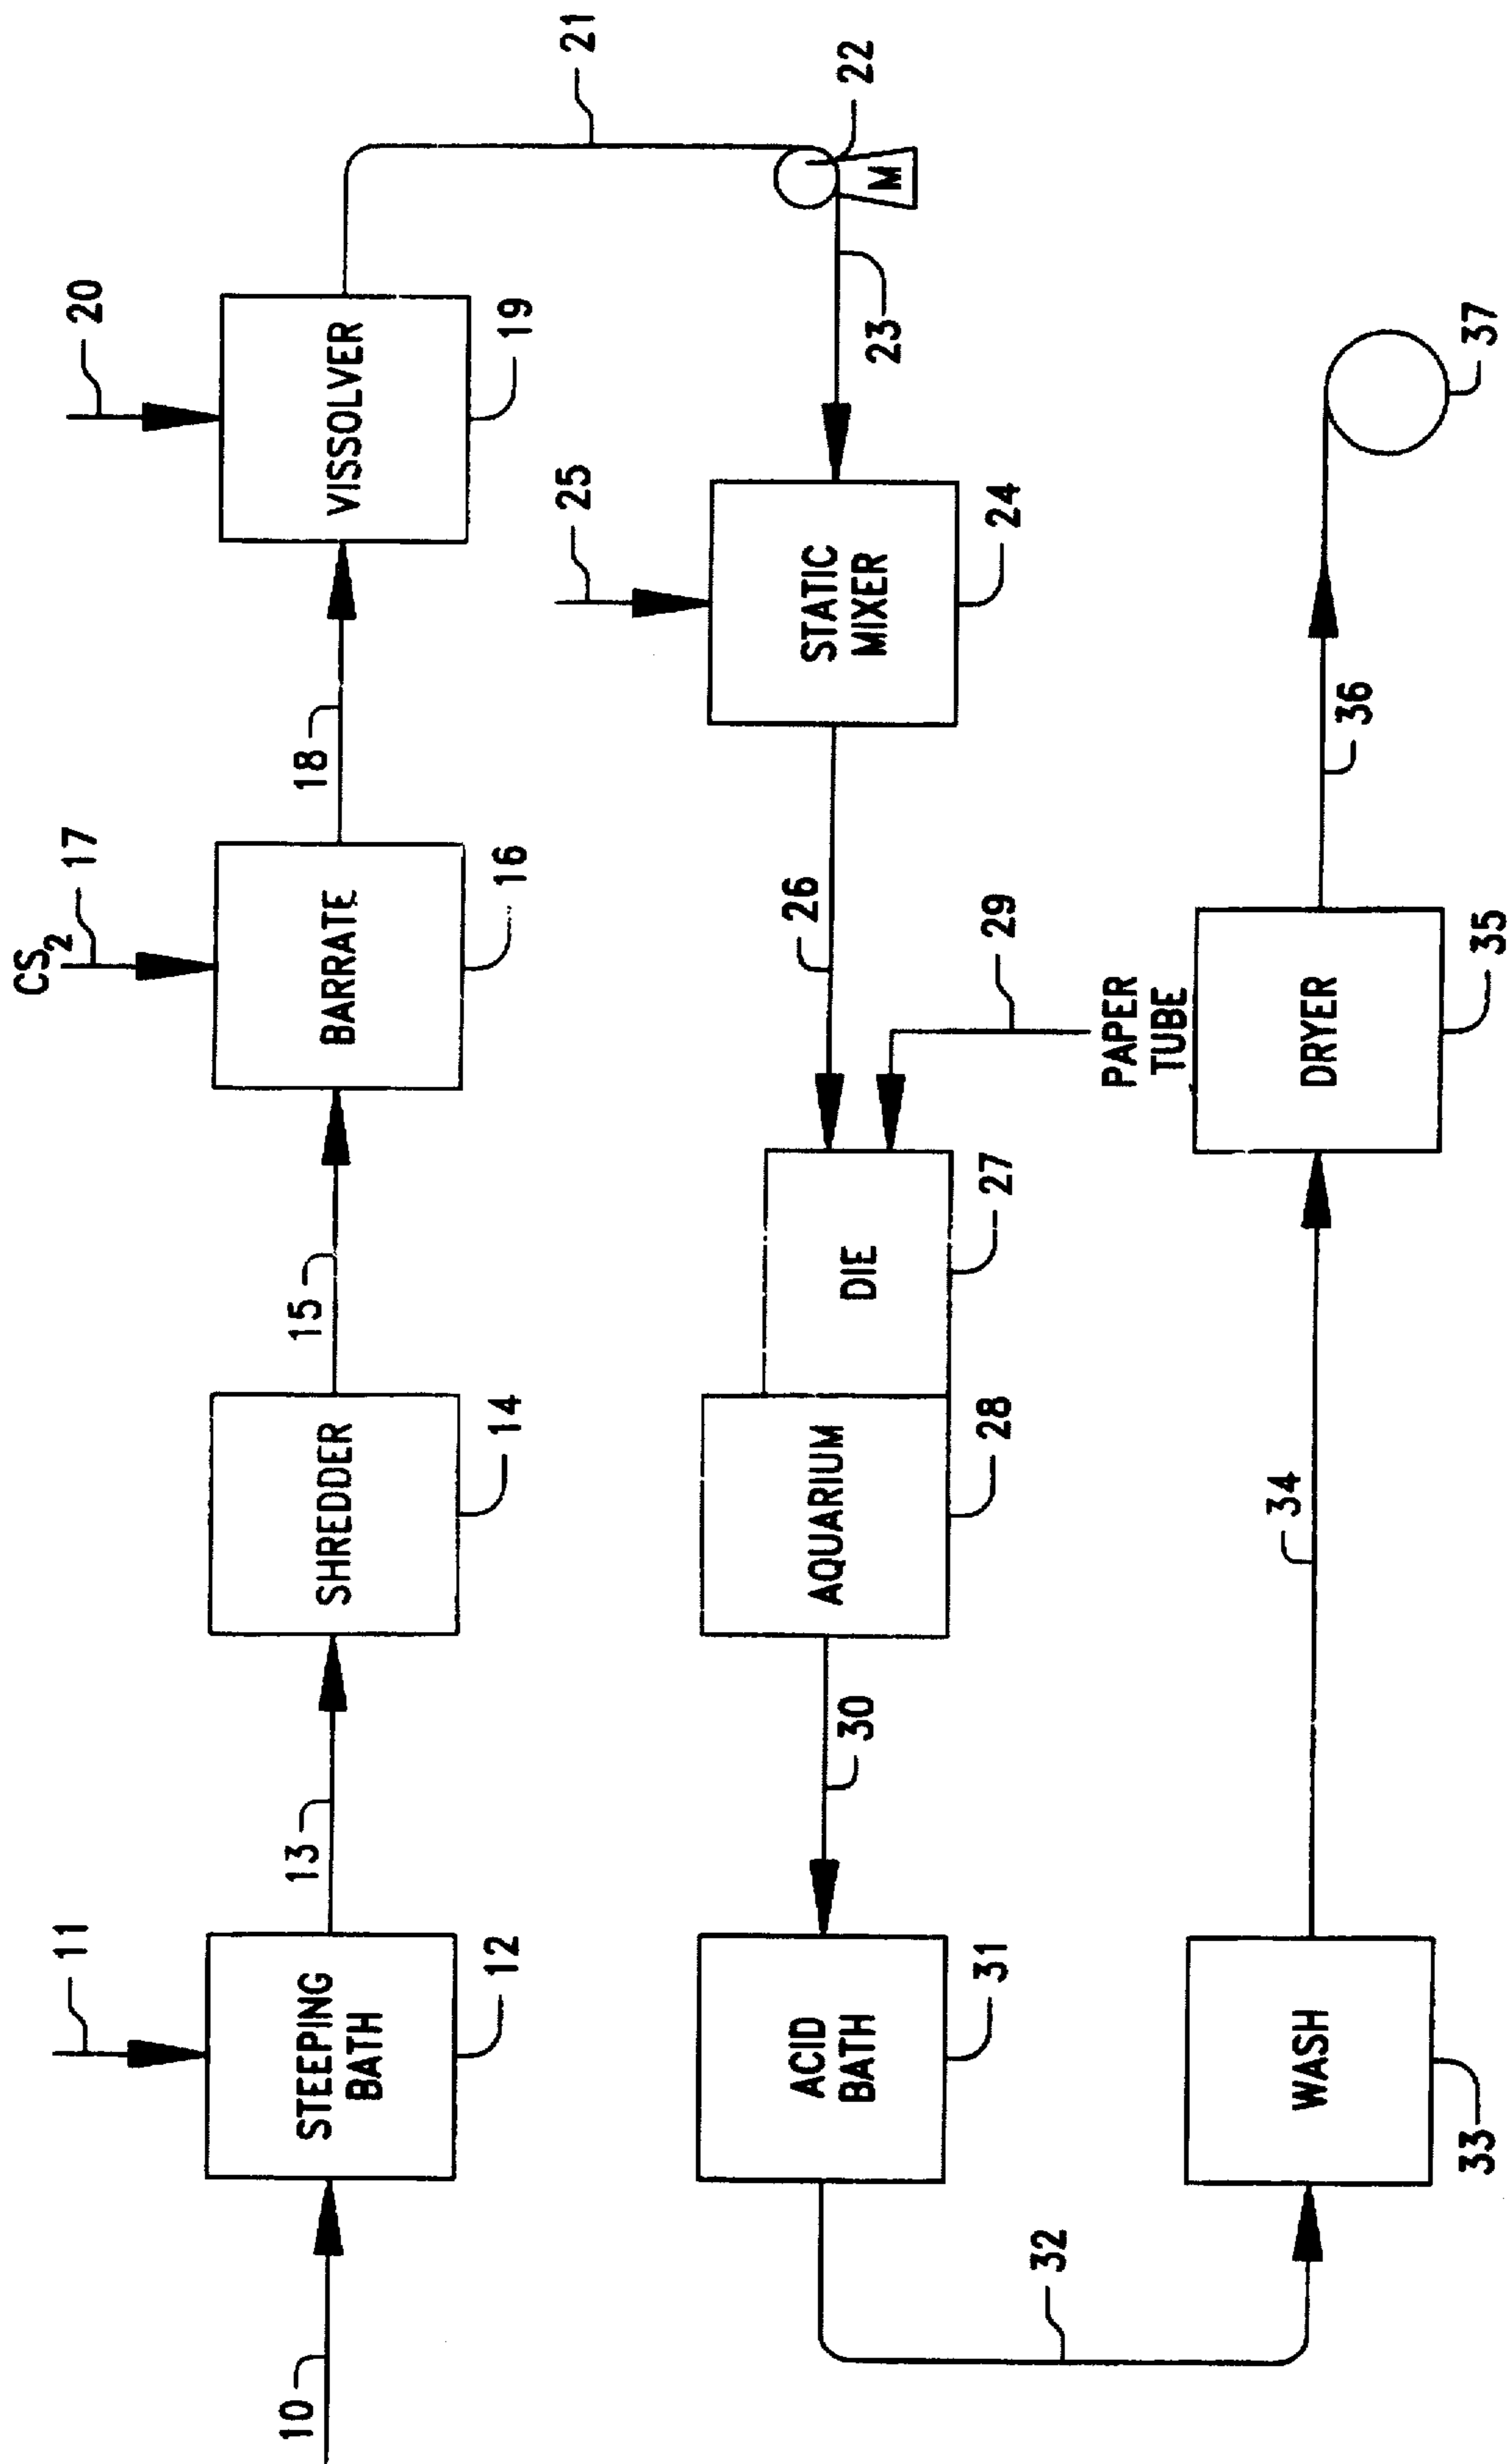 11
CS2
17
20
10
13
15
18
21
STEEPING
BATH
SHREDDER
BARRATE
VISSOLVER
12
14
16
19
22
M
25
23
30
26
ACID
BATH
AQUARIUM
DIE
STATIC
MIXER
31
28
27
29
24
PAPER
TUBE
32
34
36
WASH
DRYER
33
35
37